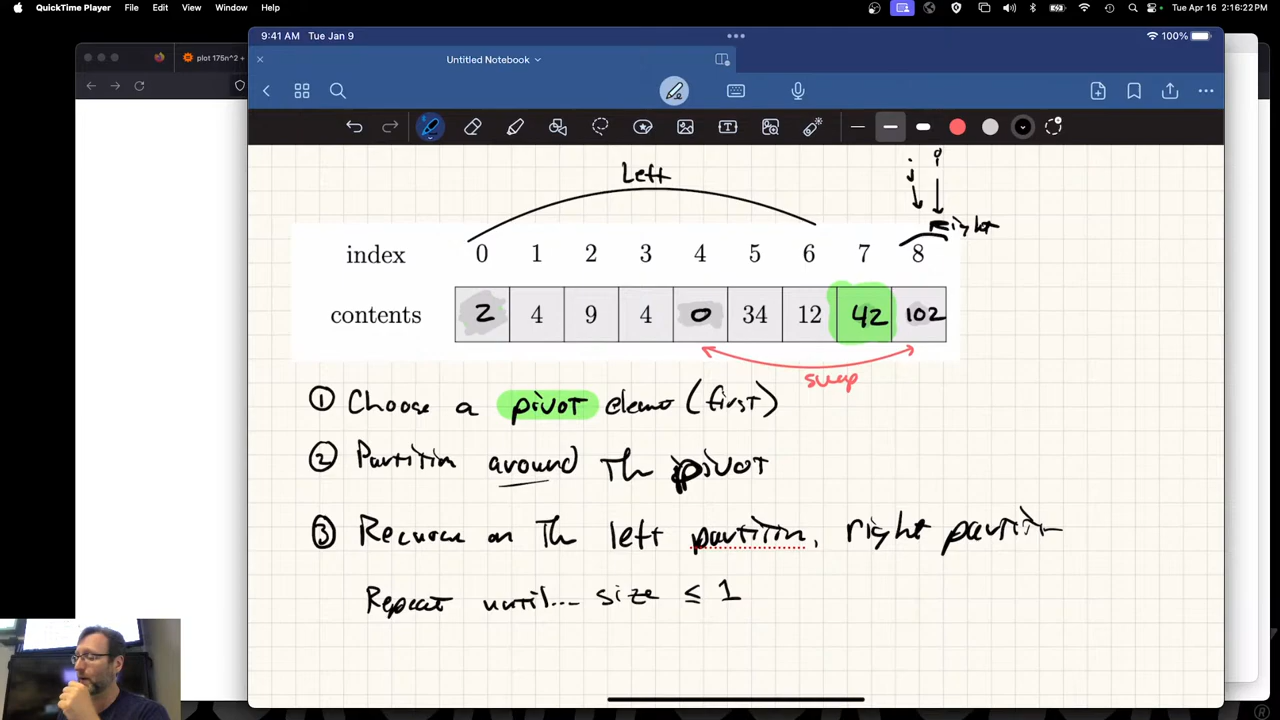 QuickTime Player File Edit View Window Help Tue Apr 16 2:16:22 PM
9:41 AM Tue Jan 9 100%
plot 175n^2 +
Untitled Notebook
Left
j i
Right
index 0 1 2 3 4 5 6 7 8
contents 2 4 9 4 0 34 12 42 102
swap
① Choose a pivot (first)
② Partition around The pivot
③ Recurse on The left partition, right partition
Repeat until... size ≤ 1